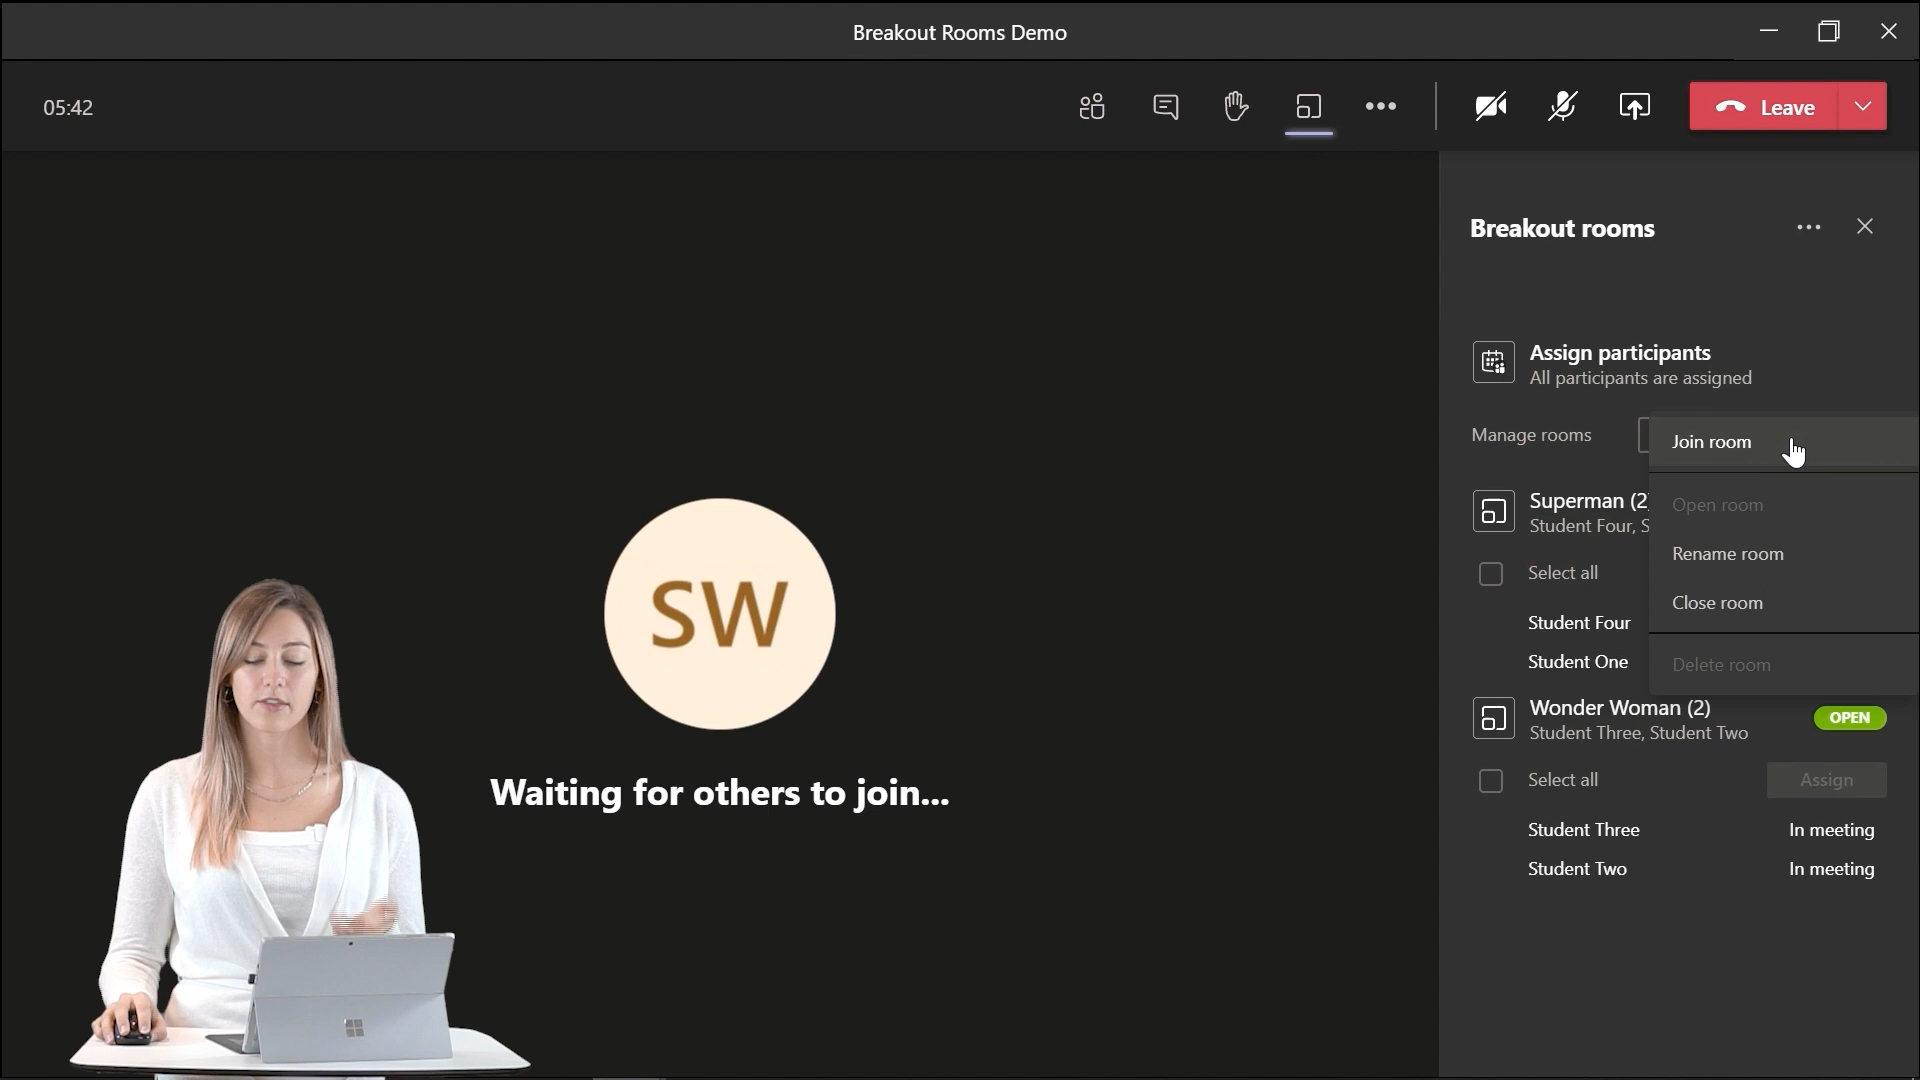 Breakout Rooms Demo
05:42
Leave
Breakout rooms
Assign participants
All participants are assigned
Manage rooms
Join room
Superman (2)
Open room
Student Four, S
Rename room
Select all
Close room
Student Four
Student One
Delete room
Wonder Woman (2)
OPEN
Student Three, Student Two
Select all
Assign
Student Three
In meeting
Student Two
In meeting
SW
Waiting for others to join...